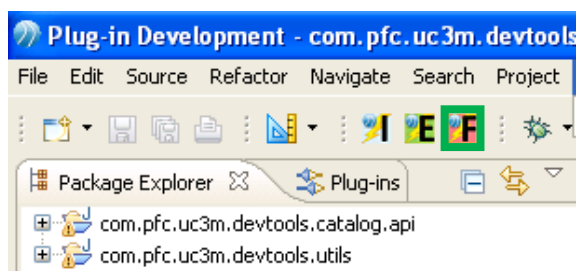 Plug-in Development - com.pfc.uc3m.devtools
File Edit Source Refactor Navigate Search Project
I E F
Package Explorer Plug-ins
com.pfc.uc3m.devtools.catalog.api
com.pfc.uc3m.devtools.utils